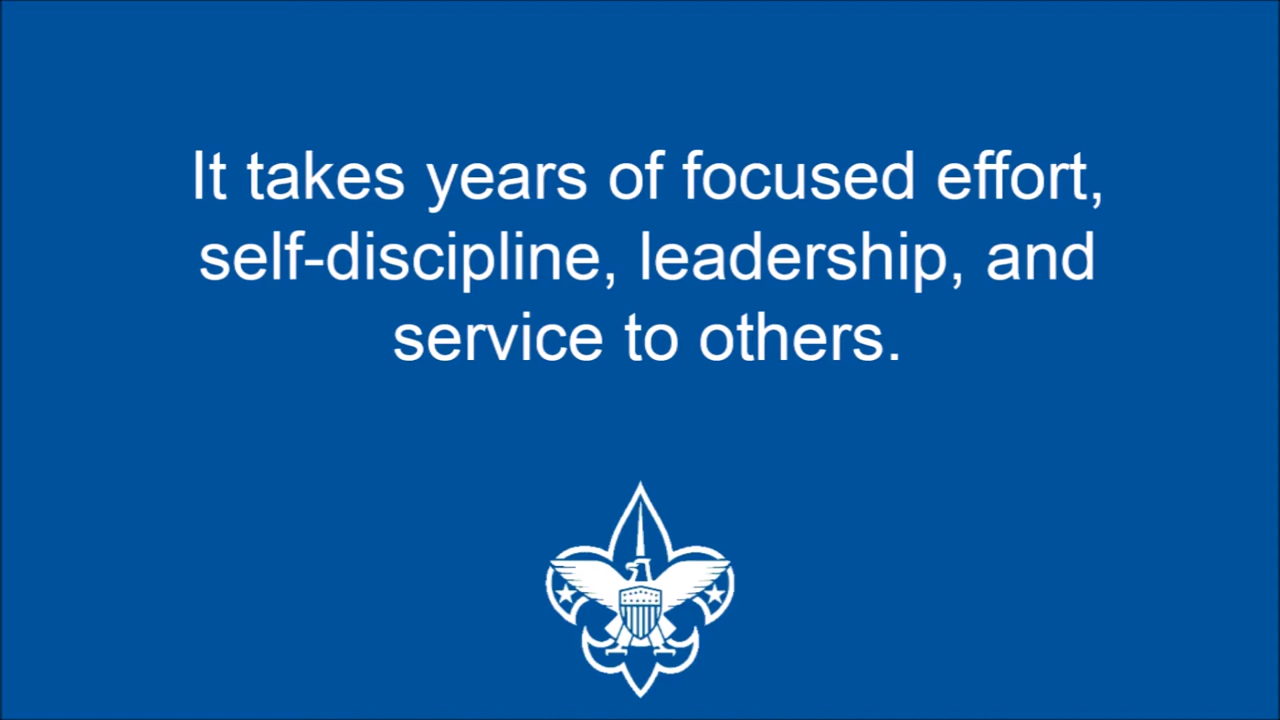 It takes years of focused effort,
self-discipline, leadership, and
service to others.